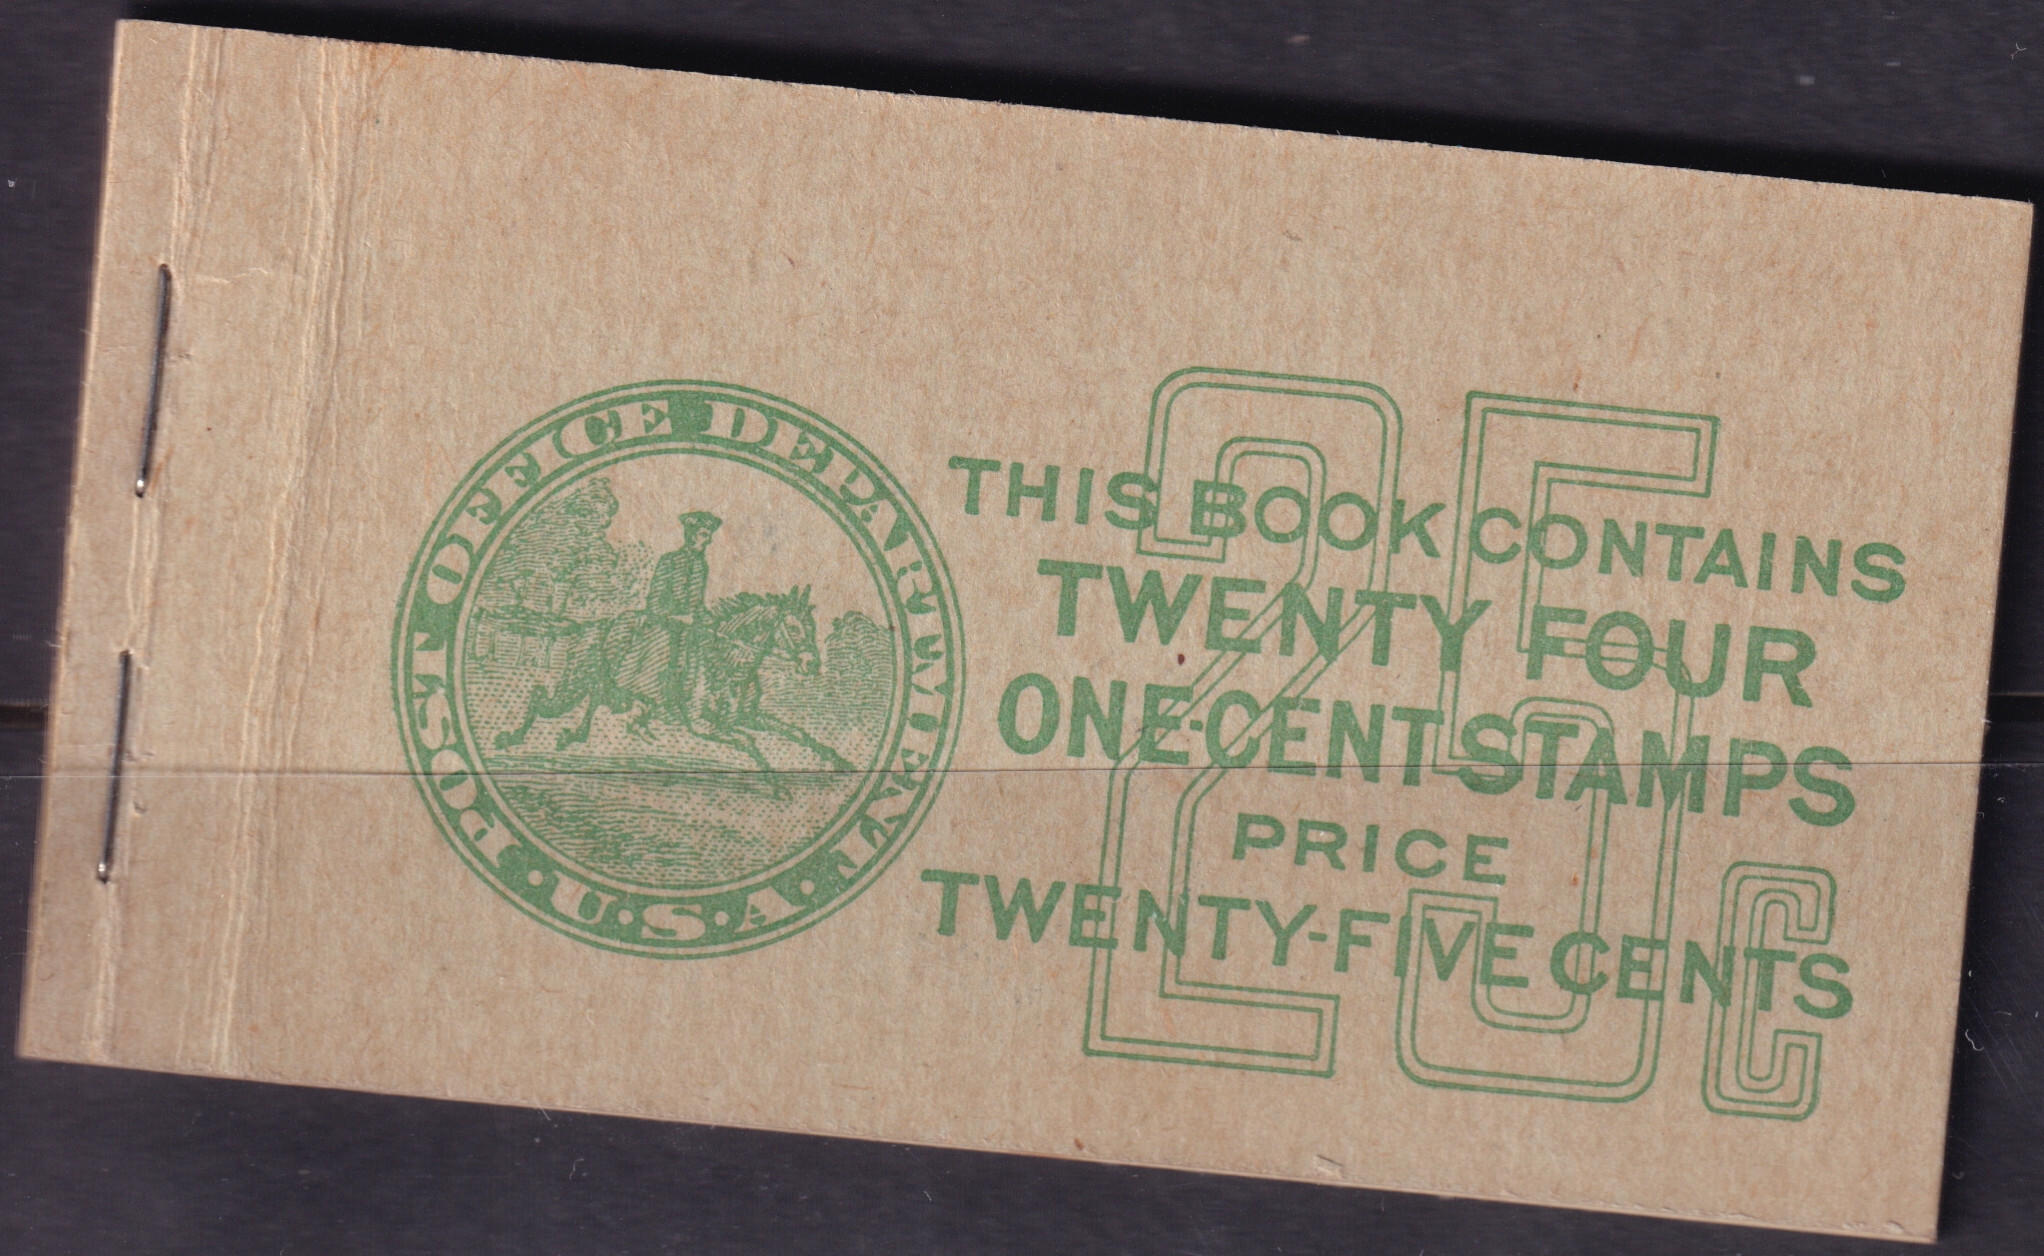 POST OFFICE DEPARTMENT
· U · S · A ·
25c
THIS BOOK CONTAINS
TWENTY FOUR
ONE-CENT STAMPS
PRICE
TWENTY-FIVE CENTS